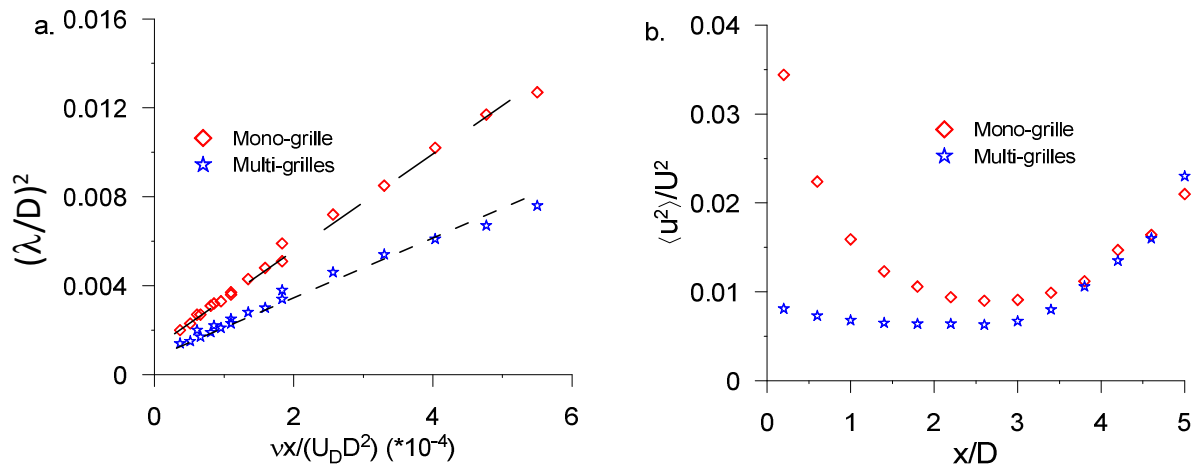 a.
0.016
0.012
0.008
0.004
0
(λ/D)²
Mono-grille
Multi-grilles
0 2 4 6
νx/(U_D D²) (*10⁻⁴)
b.
0.04
0.03
0.02
0.01
0
⟨u²⟩/U²
Mono-grille
Multi-grilles
0 1 2 3 4 5
x/D